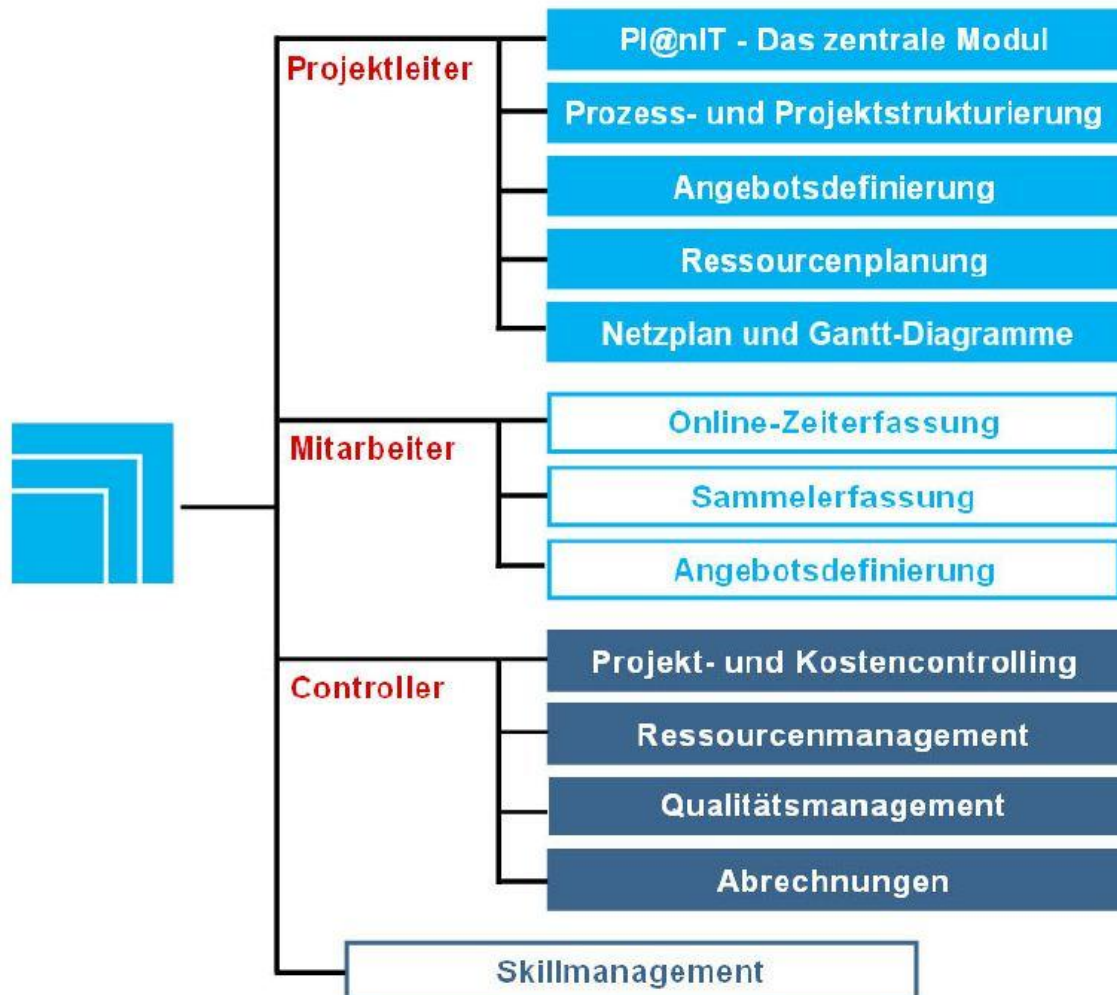 Projektleiter
Pl@nIT - Das zentrale Modul
Prozess- und Projektstrukturierung
Angebotsdefinierung
Ressourcenplanung
Netzplan und Gantt-Diagramme
Mitarbeiter
Online-Zeiterfassung
Sammelerfassung
Angebotsdefinierung
Controller
Projekt- und Kostencontrolling
Ressourcenmanagement
Qualitätsmanagement
Abrechnungen
Skillmanagement